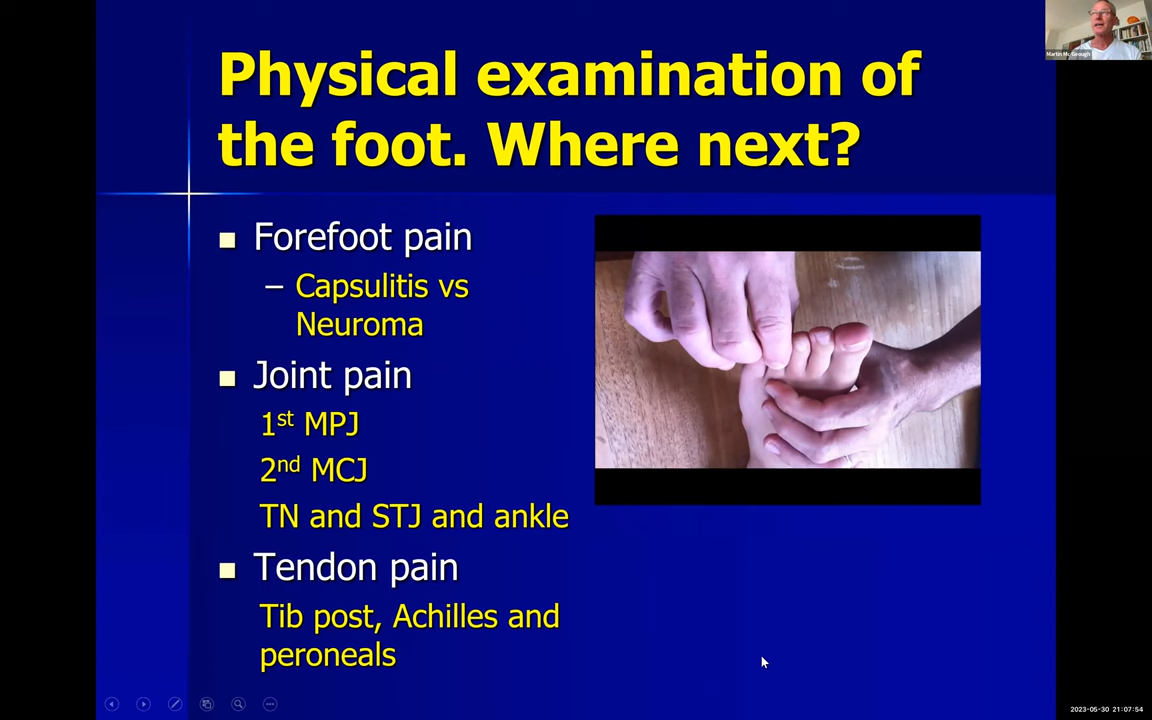 Physical examination of
the foot. Where next?
Forefoot pain
– Capsulitis vs
Neuroma
Joint pain
1st MPJ
2nd MCJ
TN and STJ and ankle
Tendon pain
Tib post, Achilles and
peroneals
2023-05-30 21:07:54